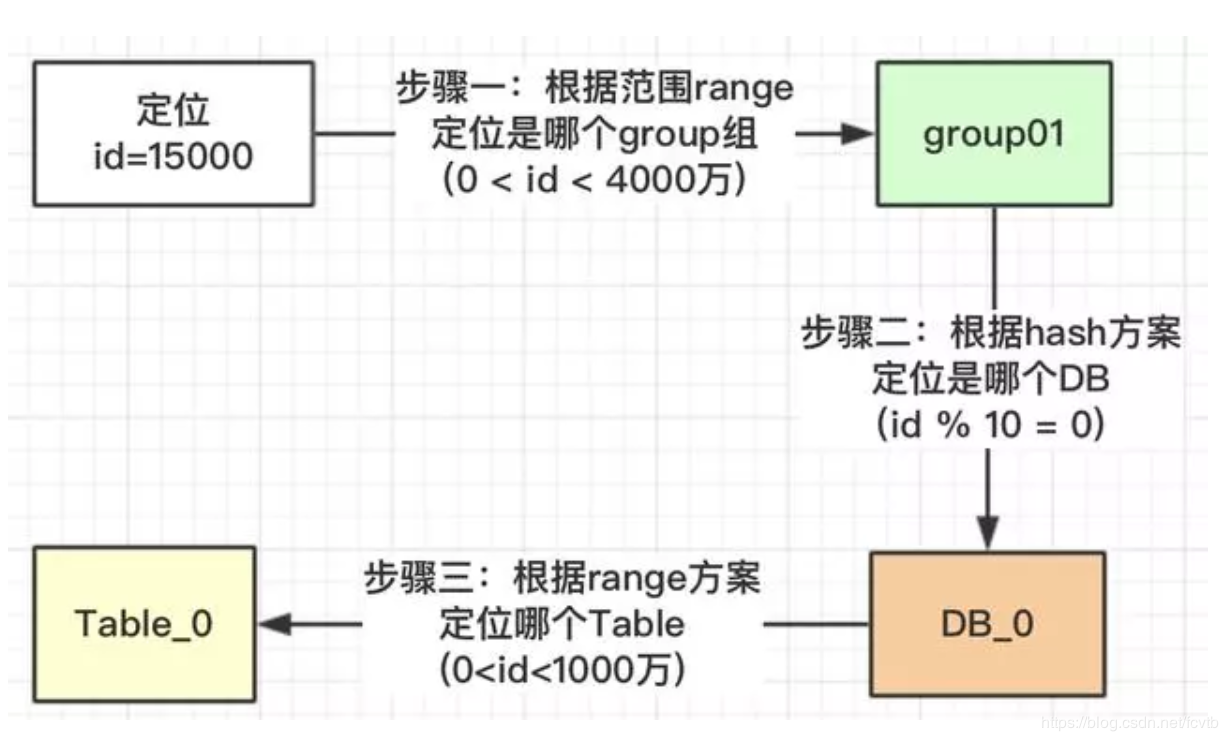 定位
id=15000
步骤一：根据范围range
定位是哪个group组
(0 < id < 4000万)
group01
步骤二：根据hash方案
定位是哪个DB
(id % 10 = 0)
DB_0
步骤三：根据range方案
定位哪个Table
(0<id<1000万)
Table_0
https://blog.csdn.net/icvtb